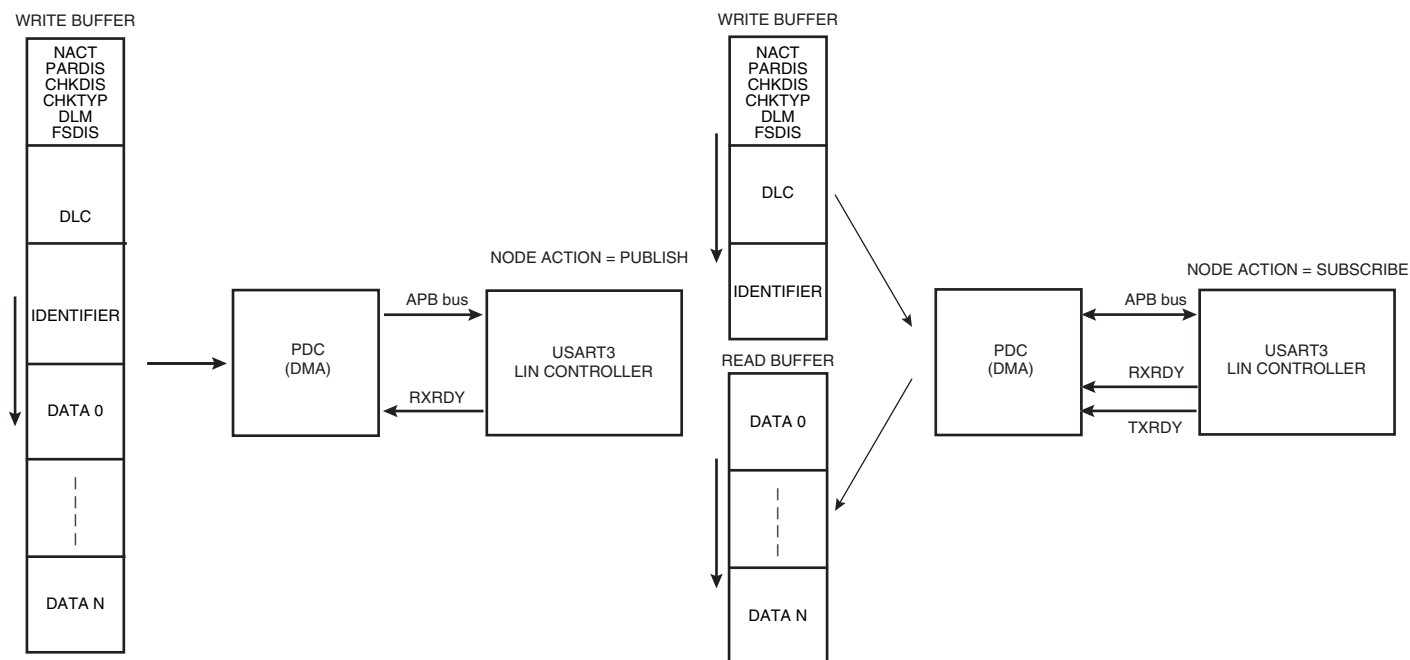 WRITE BUFFER
NACT
PARDIS
CHKDIS
CHKTYP
DLM
FSDIS
DLC
IDENTIFIER
DATA 0
DATA N
NODE ACTION = PUBLISH
PDC
(DMA)
APB bus
RXRDY
USART3
LIN CONTROLLER
WRITE BUFFER
NACT
PARDIS
CHKDIS
CHKTYP
DLM
FSDIS
DLC
IDENTIFIER
READ BUFFER
DATA 0
DATA N
NODE ACTION = SUBSCRIBE
PDC
(DMA)
APB bus
RXRDY
TXRDY
USART3
LIN CONTROLLER